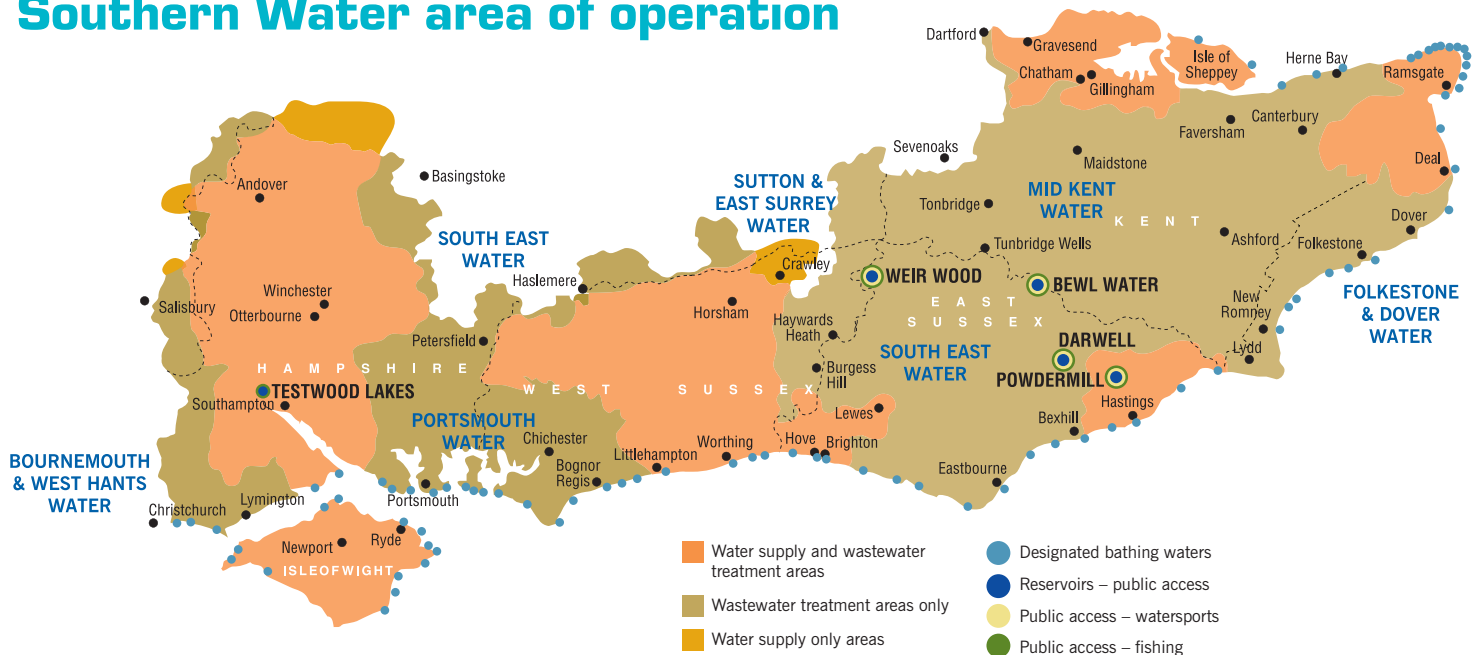 Southern Water area of operation
Dartford
Gravesend
Chatham
Gillingham
Isle of
Sheppey
Herne Bay
Ramsgate
Faversham
Canterbury
Deal
Sevenoaks
Maidstone
Andover
Basingstoke
SUTTON &
EAST SURREY
WATER
MID KENT
WATER
KENT
Tonbridge
Dover
Ashford
Folkestone
Tunbridge Wells
SOUTH EAST
WATER
Haslemere
Crawley
WEIR WOOD
BEWL WATER
Salisbury
Winchester
Otterbourne
Horsham
EAST
SUSSEX
Haywards
Heath
New
Romney
FOLKESTONE
& DOVER
WATER
Petersfield
DARWELL
Lydd
SOUTH EAST
WATER
HAMPSHIRE
Burgess
Hill
POWDERMILL
TESTWOOD LAKES
WEST SUSSEX
Southampton
Hastings
Lewes
Bexhill
PORTSMOUTH
WATER
Chichester
Worthing
Hove
Brighton
Littlehampton
Bognor
Regis
Eastbourne
BOURNEMOUTH
& WEST HANTS
WATER
Lymington
Portsmouth
Christchurch
Newport
Ryde
ISLEOFWIGHT
Water supply and wastewater
treatment areas
Wastewater treatment areas only
Water supply only areas
Designated bathing waters
Reservoirs – public access
Public access – watersports
Public access – fishing